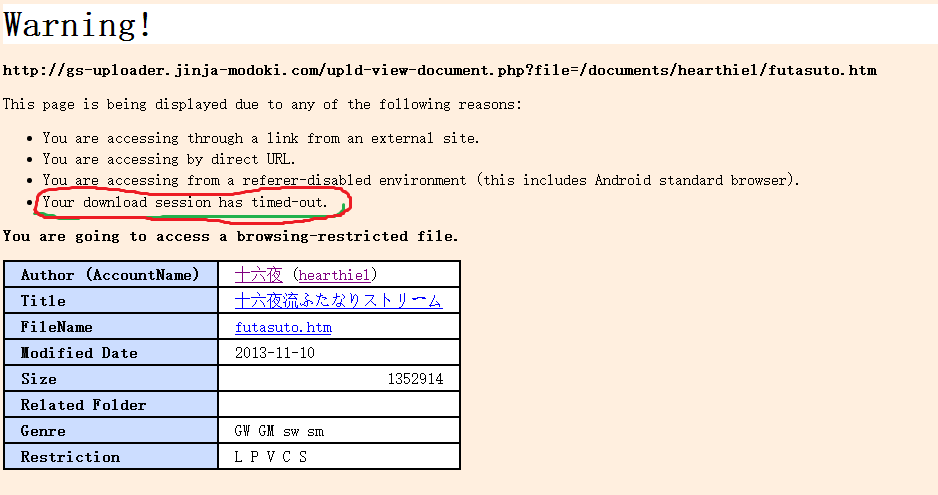 Warning!
http://gs-uploader.jinja-modoki.com/upld-view-document.php?file=/documents/hearthiel/futasuto.htm
This page is being displayed due to any of the following reasons:
• You are accessing through a link from an external site.
• You are accessing by direct URL.
• You are accessing from a referer-disabled environment (this includes Android standard browser).
• Your download session has timed-out.
You are going to access a browsing-restricted file.
Author (AccountName) 十六夜 (hearthiel)
Title 十六夜流ふたなりストリーム
FileName futasuto.htm
Modified Date 2013-11-10
Size 1352914
Related Folder
Genre GW GM sw sm
Restriction L P V C S